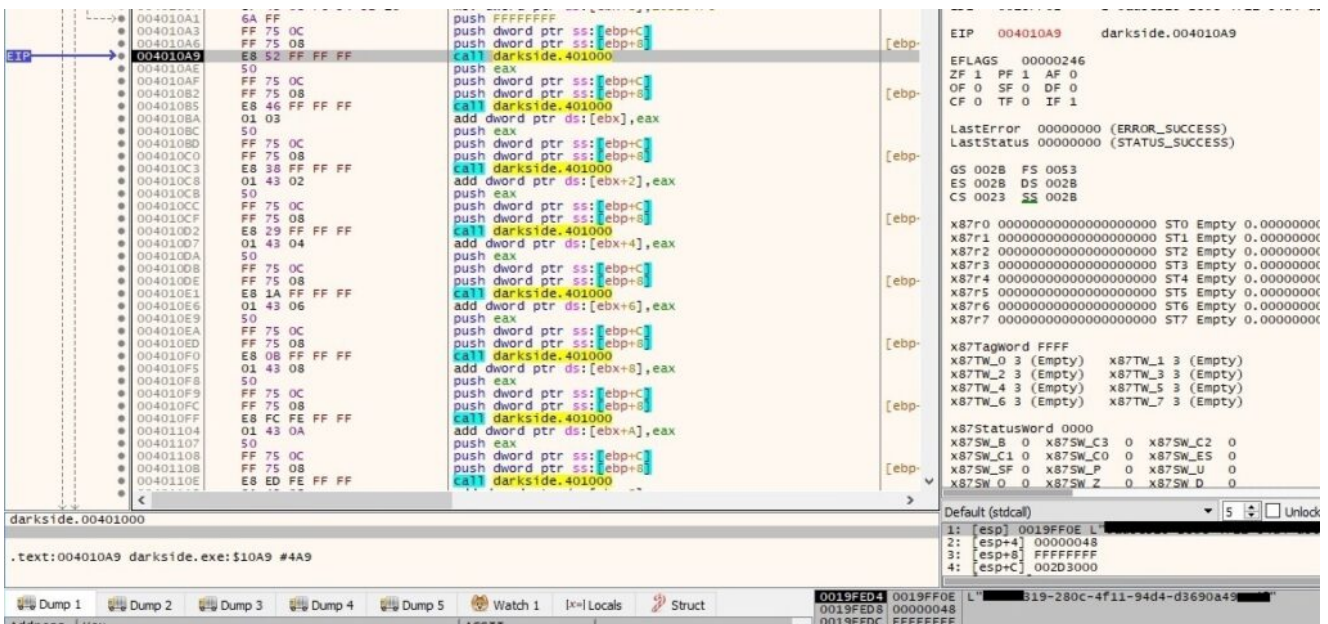 004010A1 6A FF push FFFFFFFF
004010A3 FF 75 0C push dword ptr ss:[ebp+C]
004010A6 FF 75 08 push dword ptr ss:[ebp+8] [ebp-
EIP 004010A9 E8 52 FF FF FF call darkside.401000
004010AE 50 push eax
004010AF FF 75 0C push dword ptr ss:[ebp+C]
004010B2 FF 75 08 push dword ptr ss:[ebp+8] [ebp-
004010B5 E8 46 FF FF FF call darkside.401000
004010BA 01 03 add dword ptr ds:[ebx],eax
004010BC 50 push eax
004010BD FF 75 0C push dword ptr ss:[ebp+C]
004010C0 FF 75 08 push dword ptr ss:[ebp+8] [ebp-
004010C3 E8 38 FF FF FF call darkside.401000
004010C8 01 43 02 add dword ptr ds:[ebx+2],eax
004010CB 50 push eax
004010CC FF 75 0C push dword ptr ss:[ebp+C]
004010CF FF 75 08 push dword ptr ss:[ebp+8] [ebp-
004010D2 E8 29 FF FF FF call darkside.401000
004010D7 01 43 04 add dword ptr ds:[ebx+4],eax
004010DA 50 push eax
004010DB FF 75 0C push dword ptr ss:[ebp+C]
004010DE FF 75 08 push dword ptr ss:[ebp+8] [ebp-
004010E1 E8 1A FF FF FF call darkside.401000
004010E6 01 43 06 add dword ptr ds:[ebx+6],eax
004010E9 50 push eax
004010EA FF 75 0C push dword ptr ss:[ebp+C]
004010ED FF 75 08 push dword ptr ss:[ebp+8] [ebp-
004010F0 E8 0B FF FF FF call darkside.401000
004010F5 01 43 08 add dword ptr ds:[ebx+8],eax
004010F8 50 push eax
004010F9 FF 75 0C push dword ptr ss:[ebp+C]
004010FC FF 75 08 push dword ptr ss:[ebp+8] [ebp-
004010FF E8 FC FE FF FF call darkside.401000
00401104 01 43 0A add dword ptr ds:[ebx+A],eax
00401107 50 push eax
00401108 FF 75 0C push dword ptr ss:[ebp+C]
0040110B FF 75 08 push dword ptr ss:[ebp+8] [ebp-
0040110E E8 ED FE FF FF call darkside.401000
EIP 004010A9 darkside.004010A9
EFLAGS 00000246
ZF 1 PF 1 AF 0
OF 0 SF 0 DF 0
CF 0 TF 0 IF 1
LastError 00000000 (ERROR_SUCCESS)
LastStatus 00000000 (STATUS_SUCCESS)
GS 002B FS 0053
ES 002B DS 002B
CS 0023 SS 002B
x87r0 00000000000000000000 ST0 Empty 0.00000000
x87r1 00000000000000000000 ST1 Empty 0.00000000
x87r2 00000000000000000000 ST2 Empty 0.00000000
x87r3 00000000000000000000 ST3 Empty 0.00000000
x87r4 00000000000000000000 ST4 Empty 0.00000000
x87r5 00000000000000000000 ST5 Empty 0.00000000
x87r6 00000000000000000000 ST6 Empty 0.00000000
x87r7 00000000000000000000 ST7 Empty 0.00000000
x87TagWord FFFF
x87TW_0 3 (Empty) x87TW_1 3 (Empty)
x87TW_2 3 (Empty) x87TW_3 3 (Empty)
x87TW_4 3 (Empty) x87TW_5 3 (Empty)
x87TW_6 3 (Empty) x87TW_7 3 (Empty)
x87StatusWord 0000
x87SW_B 0 x87SW_C3 0 x87SW_C2 0
x87SW_C1 0 x87SW_C0 0 x87SW_ES 0
x87SW_SF 0 x87SW_P 0 x87SW_U 0
x87SW_O 0 x87SW_Z 0 x87SW_D 0
darkside.00401000
.text:004010A9 darkside.exe:$10A9 #4A9
Default (stdcall) 5 Unlock
1: [esp] 0019FF0E L"
2: [esp+4] 00000048
3: [esp+8] FFFFFFFF
4: [esp+C] 002D3000
Dump 1 Dump 2 Dump 3 Dump 4 Dump 5 Watch 1 [x=] Locals Struct
0019FED4 0019FF0E L" 319-280c-4f11-94d4-d3690a49 "
0019FED8 00000048
0019FEDC FFFFFFFF
Address Hex ASCII